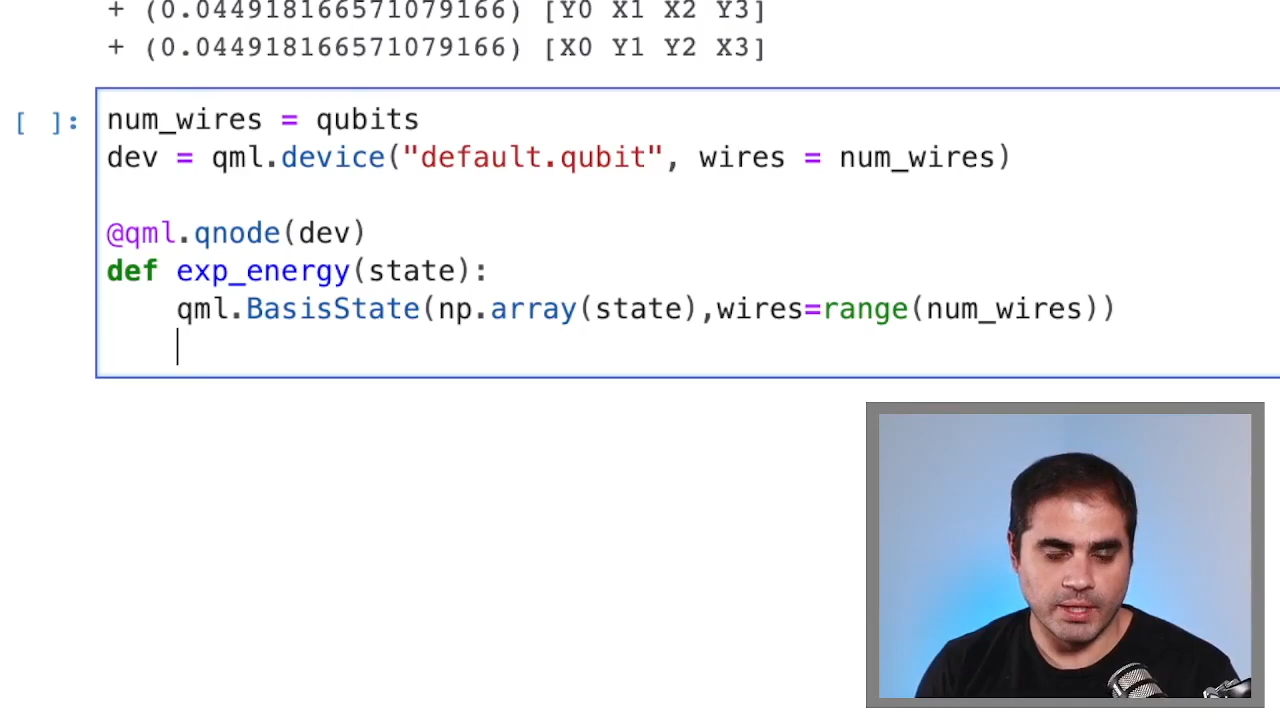 + (0.044918166571079166) [Y0 X1 X2 Y3]
+ (0.044918166571079166) [X0 Y1 Y2 X3]
[ ]: num_wires = qubits
dev = qml.device("default.qubit", wires = num_wires)
@qml.qnode(dev)
def exp_energy(state):
    qml.BasisState(np.array(state),wires=range(num_wires))